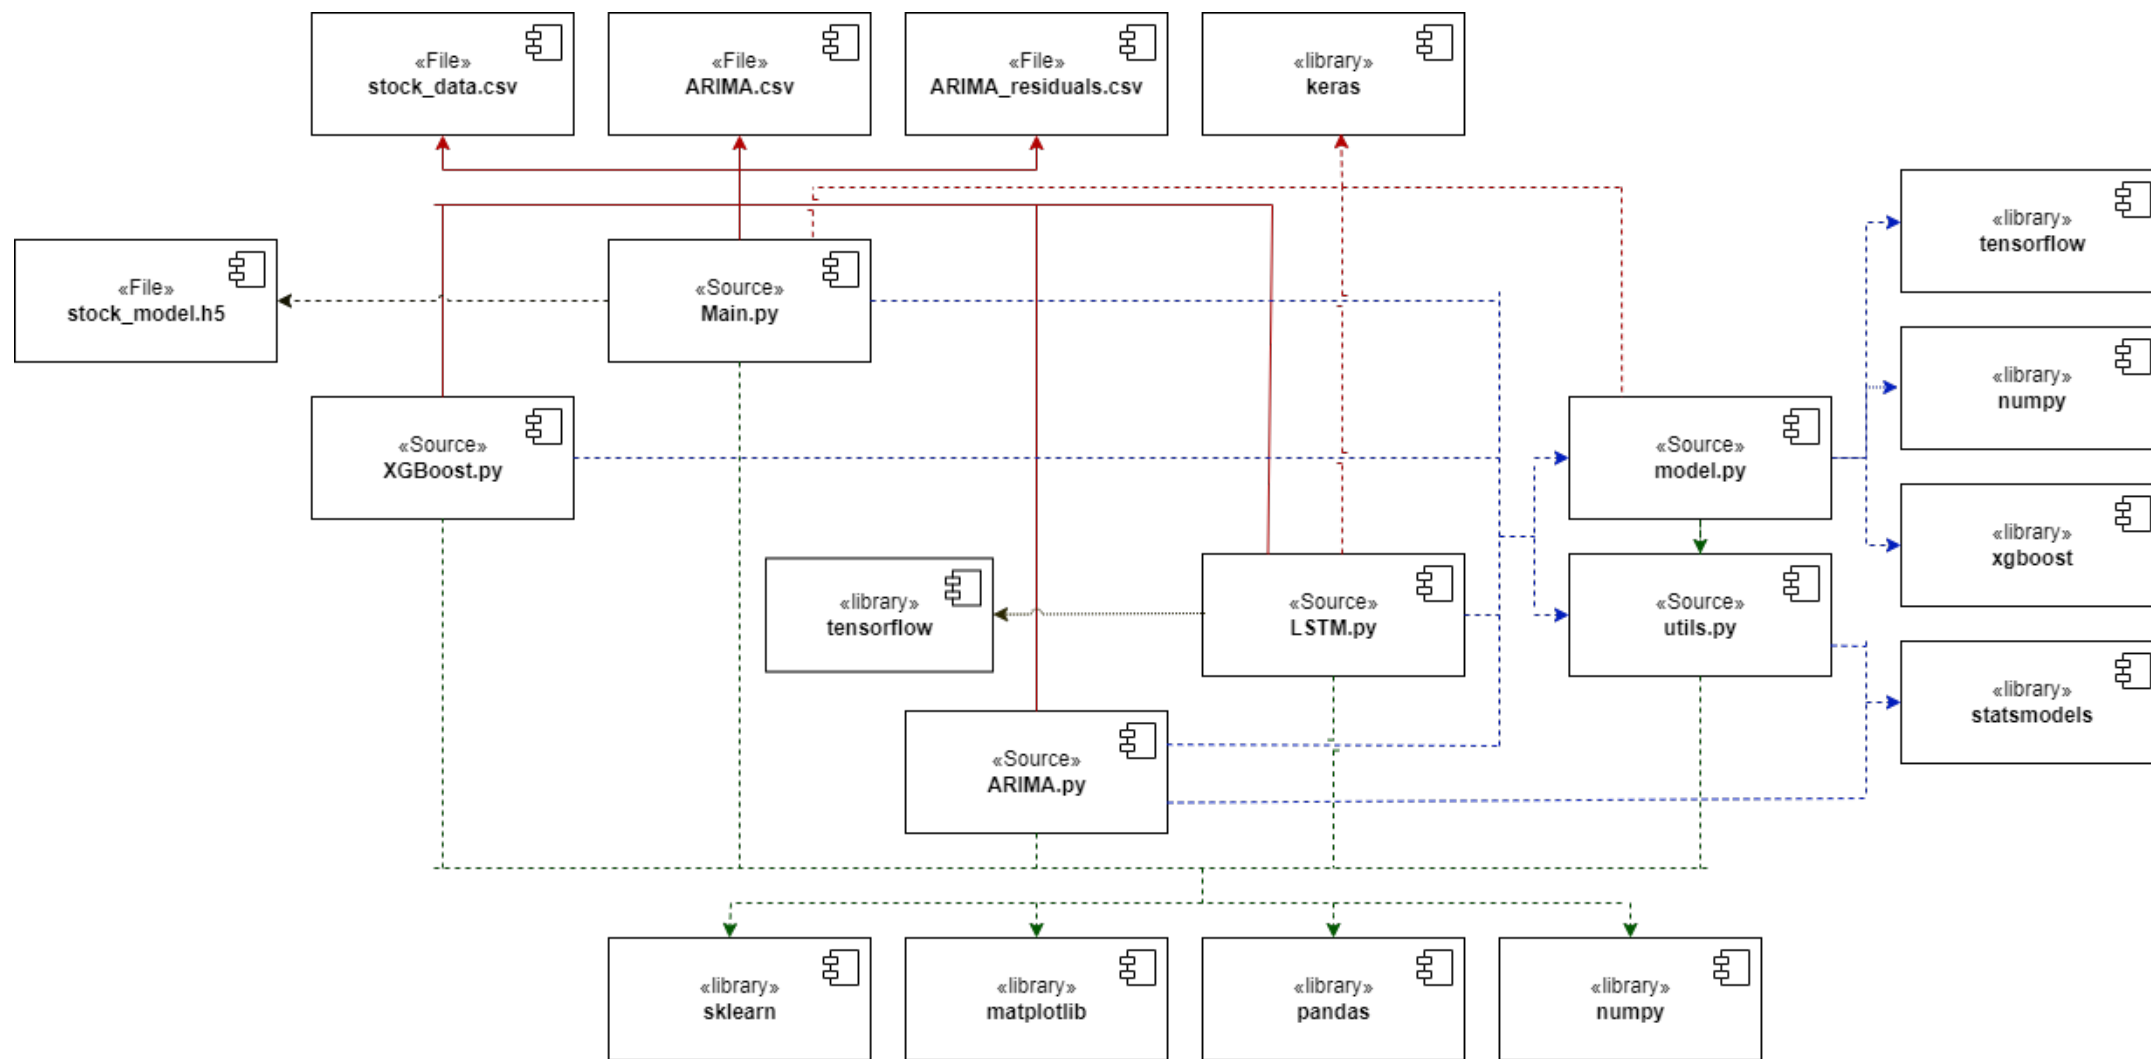 «File»
stock_data.csv
«File»
ARIMA.csv
«File»
ARIMA_residuals.csv
«library»
keras
«library»
tensorflow
«File»
stock_model.h5
«Source»
Main.py
«library»
numpy
«Source»
XGBoost.py
«Source»
model.py
«library»
xgboost
«library»
tensorflow
«Source»
LSTM.py
«Source»
utils.py
«library»
statsmodels
«Source»
ARIMA.py
«library»
sklearn
«library»
matplotlib
«library»
pandas
«library»
numpy